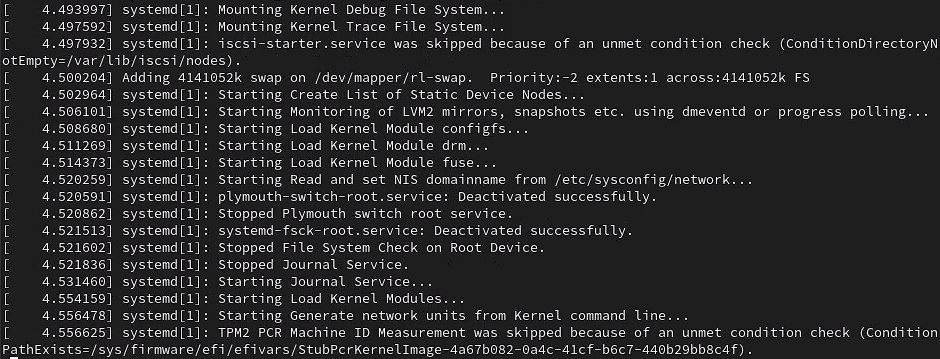 [    4.493997] systemd[1]: Mounting Kernel Debug File System...
[    4.497592] systemd[1]: Mounting Kernel Trace File System...
[    4.497932] systemd[1]: iscsi-starter.service was skipped because of an unmet condition check (ConditionDirectoryN
otEmpty=/var/lib/iscsi/nodes).
[    4.500204] Adding 4141052k swap on /dev/mapper/rl-swap.  Priority:-2 extents:1 across:4141052k FS
[    4.502964] systemd[1]: Starting Create List of Static Device Nodes...
[    4.506101] systemd[1]: Starting Monitoring of LVM2 mirrors, snapshots etc. using dmeventd or progress polling...
[    4.508680] systemd[1]: Starting Load Kernel Module configfs...
[    4.511269] systemd[1]: Starting Load Kernel Module drm...
[    4.514373] systemd[1]: Starting Load Kernel Module fuse...
[    4.520259] systemd[1]: Starting Read and set NIS domainname from /etc/sysconfig/network...
[    4.520591] systemd[1]: plymouth-switch-root.service: Deactivated successfully.
[    4.520862] systemd[1]: Stopped Plymouth switch root service.
[    4.521513] systemd[1]: systemd-fsck-root.service: Deactivated successfully.
[    4.521602] systemd[1]: Stopped File System Check on Root Device.
[    4.521836] systemd[1]: Stopped Journal Service.
[    4.531460] systemd[1]: Starting Journal Service...
[    4.554159] systemd[1]: Starting Load Kernel Modules...
[    4.556478] systemd[1]: Starting Generate network units from Kernel command line...
[    4.556625] systemd[1]: TPM2 PCR Machine ID Measurement was skipped because of an unmet condition check (Condition
PathExists=/sys/firmware/efi/efivars/StubPcrKernelImage-4a67b082-0a4c-41cf-b6c7-440b29bb8c4f).